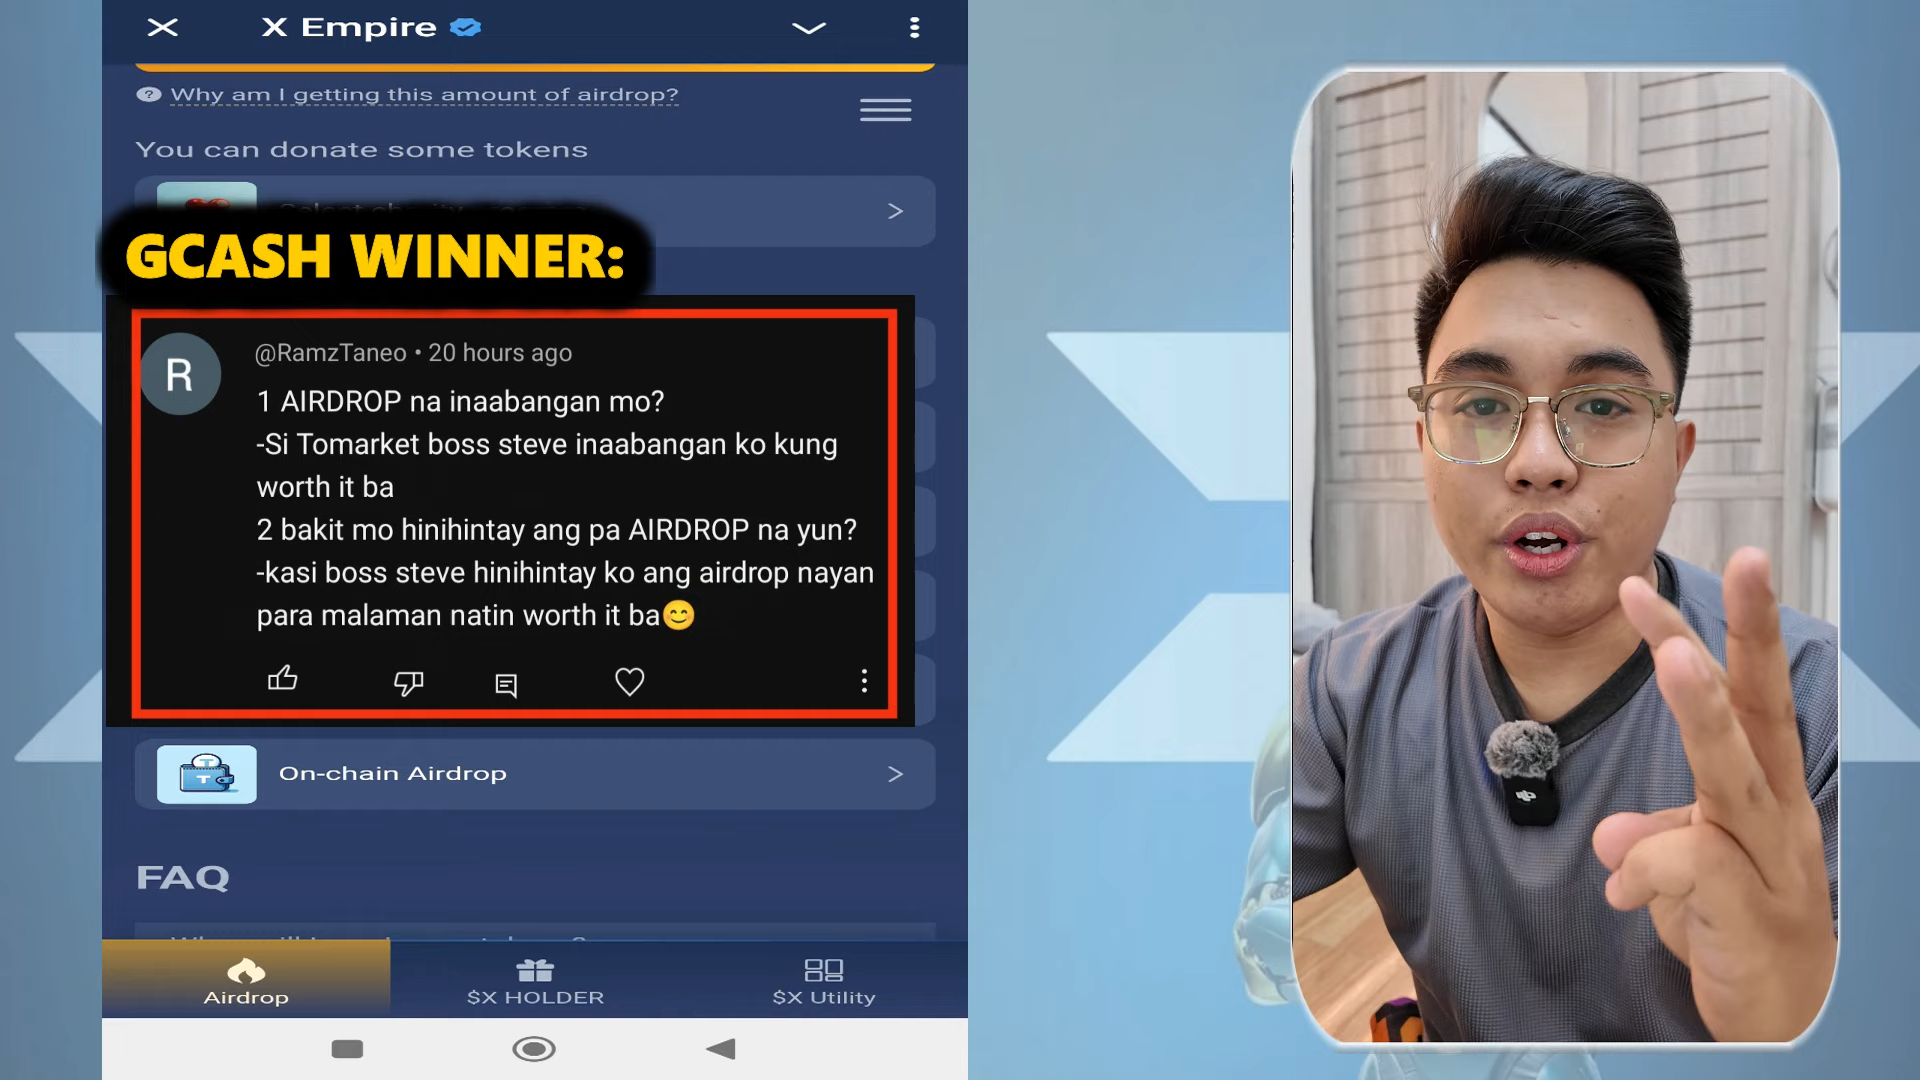 X Empire
Why am I getting this amount of airdrop?
You can donate some tokens
GCASH WINNER:
R
@RamzTaneo • 20 hours ago
1 AIRDROP na inaabangan mo?
-Si Tomarket boss steve inaabangan ko kung
worth it ba
2 bakit mo hinihintay ang pa AIRDROP na yun?
-kasi boss steve hinihintay ko ang airdrop nayan
para malaman natin worth it ba😊
On-chain Airdrop
FAQ
Airdrop
$X HOLDER
$X Utility